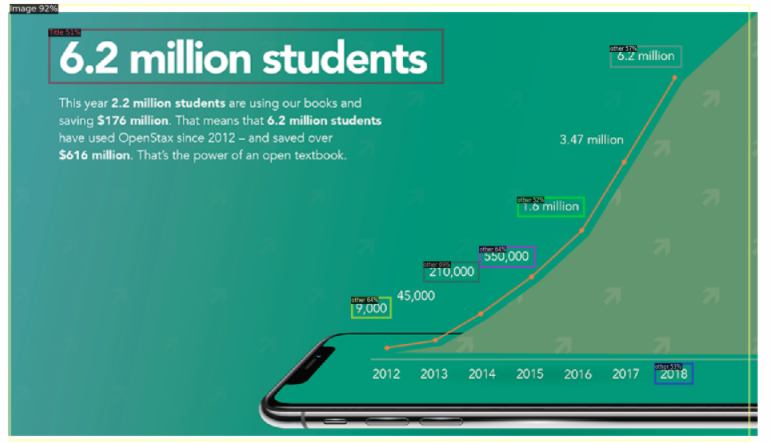 Image 92%
Title 51%
6.2 million students
This year 2.2 million students are using our books and
saving $176 million. That means that 6.2 million students
have used OpenStax since 2012 – and saved over
$616 million. That's the power of an open textbook.
other 57%
6.2 million
3.47 million
other 52%
1.6 million
other 64%
550,000
other 69%
210,000
45,000
other 64%
9,000
2012 2013 2014 2015 2016 2017 2018
other 53%